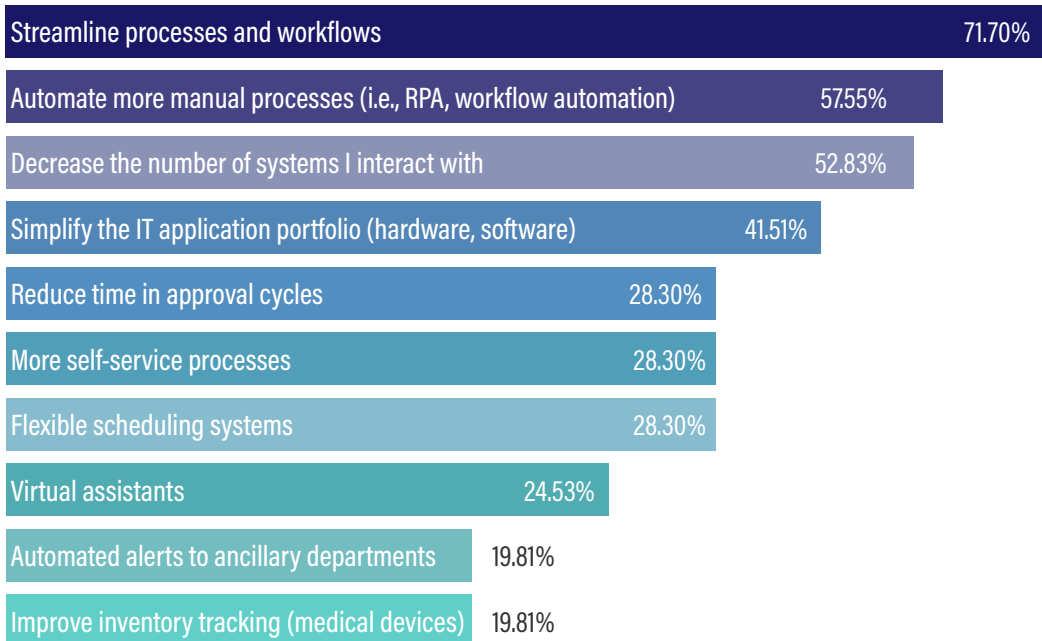 Streamline processes and workflows 71.70%
Automate more manual processes (i.e., RPA, workflow automation) 57.55%
Decrease the number of systems I interact with 52.83%
Simplify the IT application portfolio (hardware, software) 41.51%
Reduce time in approval cycles 28.30%
More self-service processes 28.30%
Flexible scheduling systems 28.30%
Virtual assistants 24.53%
Automated alerts to ancillary departments 19.81%
Improve inventory tracking (medical devices) 19.81%